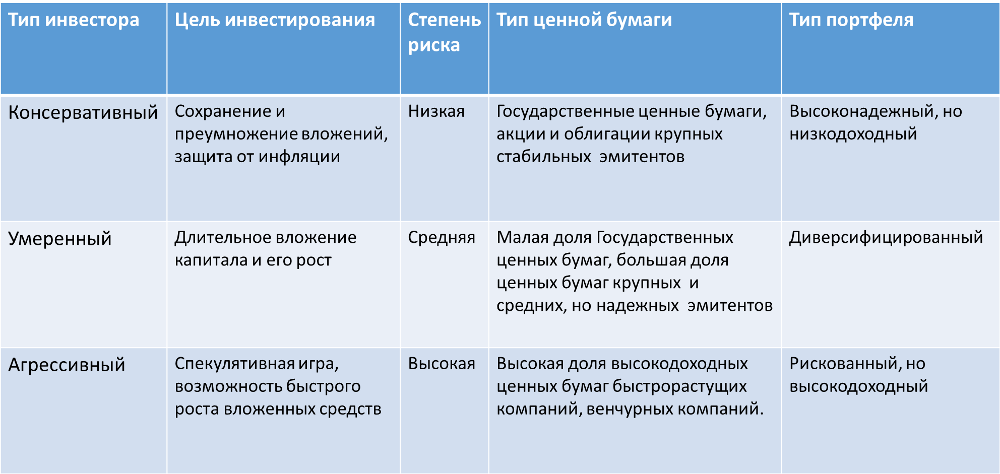 Тип инвестора
Цель инвестирования
Степень
риска
Тип ценной бумаги
Тип портфеля
Консервативный
Сохранение и
преумножение вложений,
защита от инфляции
Низкая
Государственные ценные бумаги,
акции и облигации крупных
стабильных эмитентов
Высоконадежный, но
низкодоходный
Умеренный
Длительное вложение
капитала и его рост
Средняя
Малая доля Государственных
ценных бумаг, большая доля
ценных бумаг крупных и
средних, но надежных эмитентов
Диверсифицированный
Агрессивный
Спекулятивная игра,
возможность быстрого
роста вложенных средств
Высокая
Высокая доля высокодоходных
ценных бумаг быстрорастущих
компаний, венчурных компаний.
Рискованный, но
высокодоходный